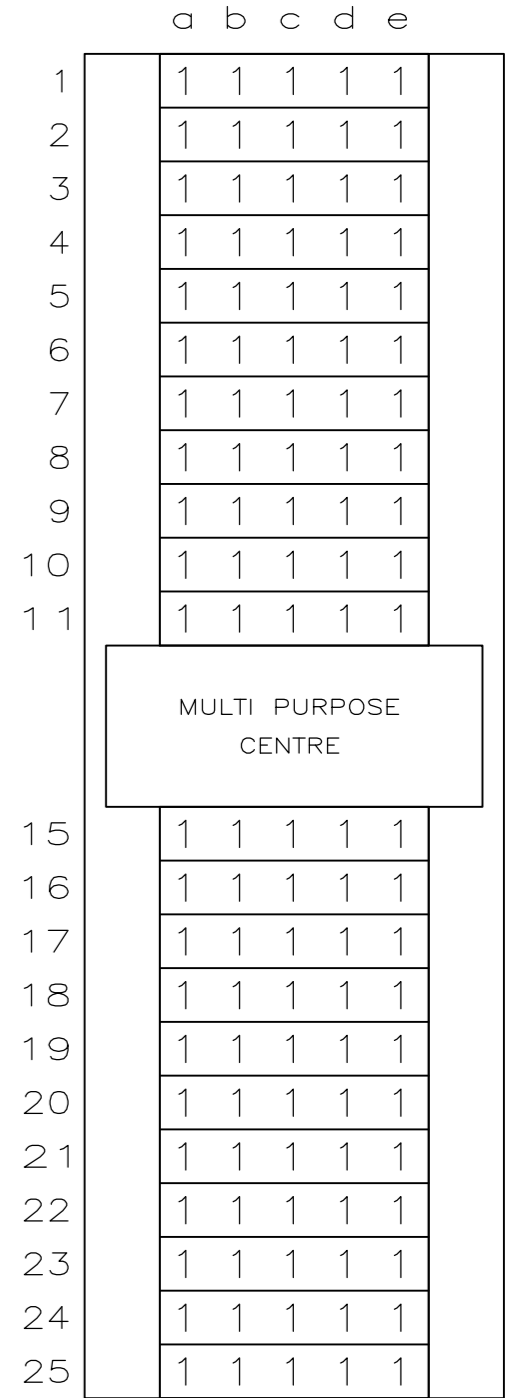 a b c d e
1 1 1 1 1 1
2 1 1 1 1 1
3 1 1 1 1 1
4 1 1 1 1 1
5 1 1 1 1 1
6 1 1 1 1 1
7 1 1 1 1 1
8 1 1 1 1 1
9 1 1 1 1 1
10 1 1 1 1 1
11 1 1 1 1 1
MULTI PURPOSE
CENTRE
15 1 1 1 1 1
16 1 1 1 1 1
17 1 1 1 1 1
18 1 1 1 1 1
19 1 1 1 1 1
20 1 1 1 1 1
21 1 1 1 1 1
22 1 1 1 1 1
23 1 1 1 1 1
24 1 1 1 1 1
25 1 1 1 1 1